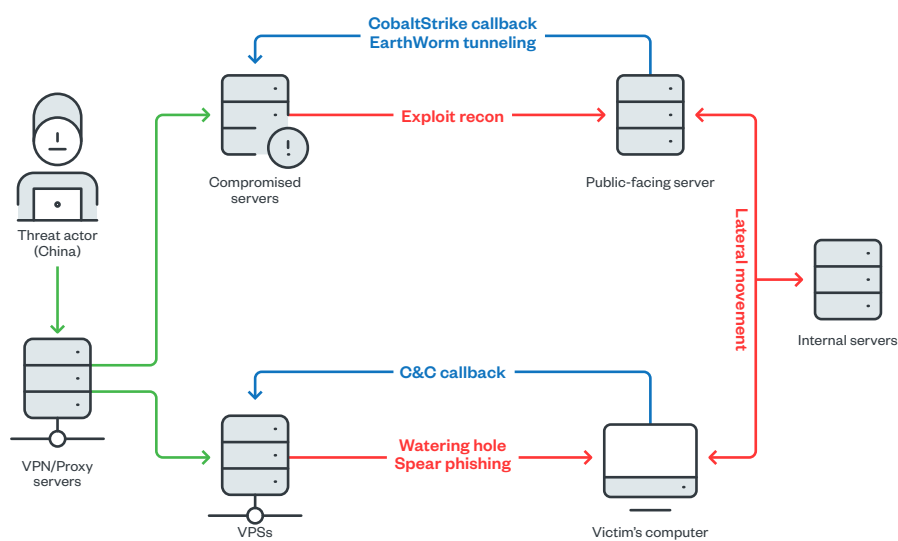 CobaltStrike callback
EarthWorm tunneling
Exploit recon
Compromised
servers
Public-facing server
Threat actor
(China)
Lateral movement
Internal servers
C&C callback
Watering hole
Spear phishing
VPN/Proxy
servers
VPSs
Victim's computer